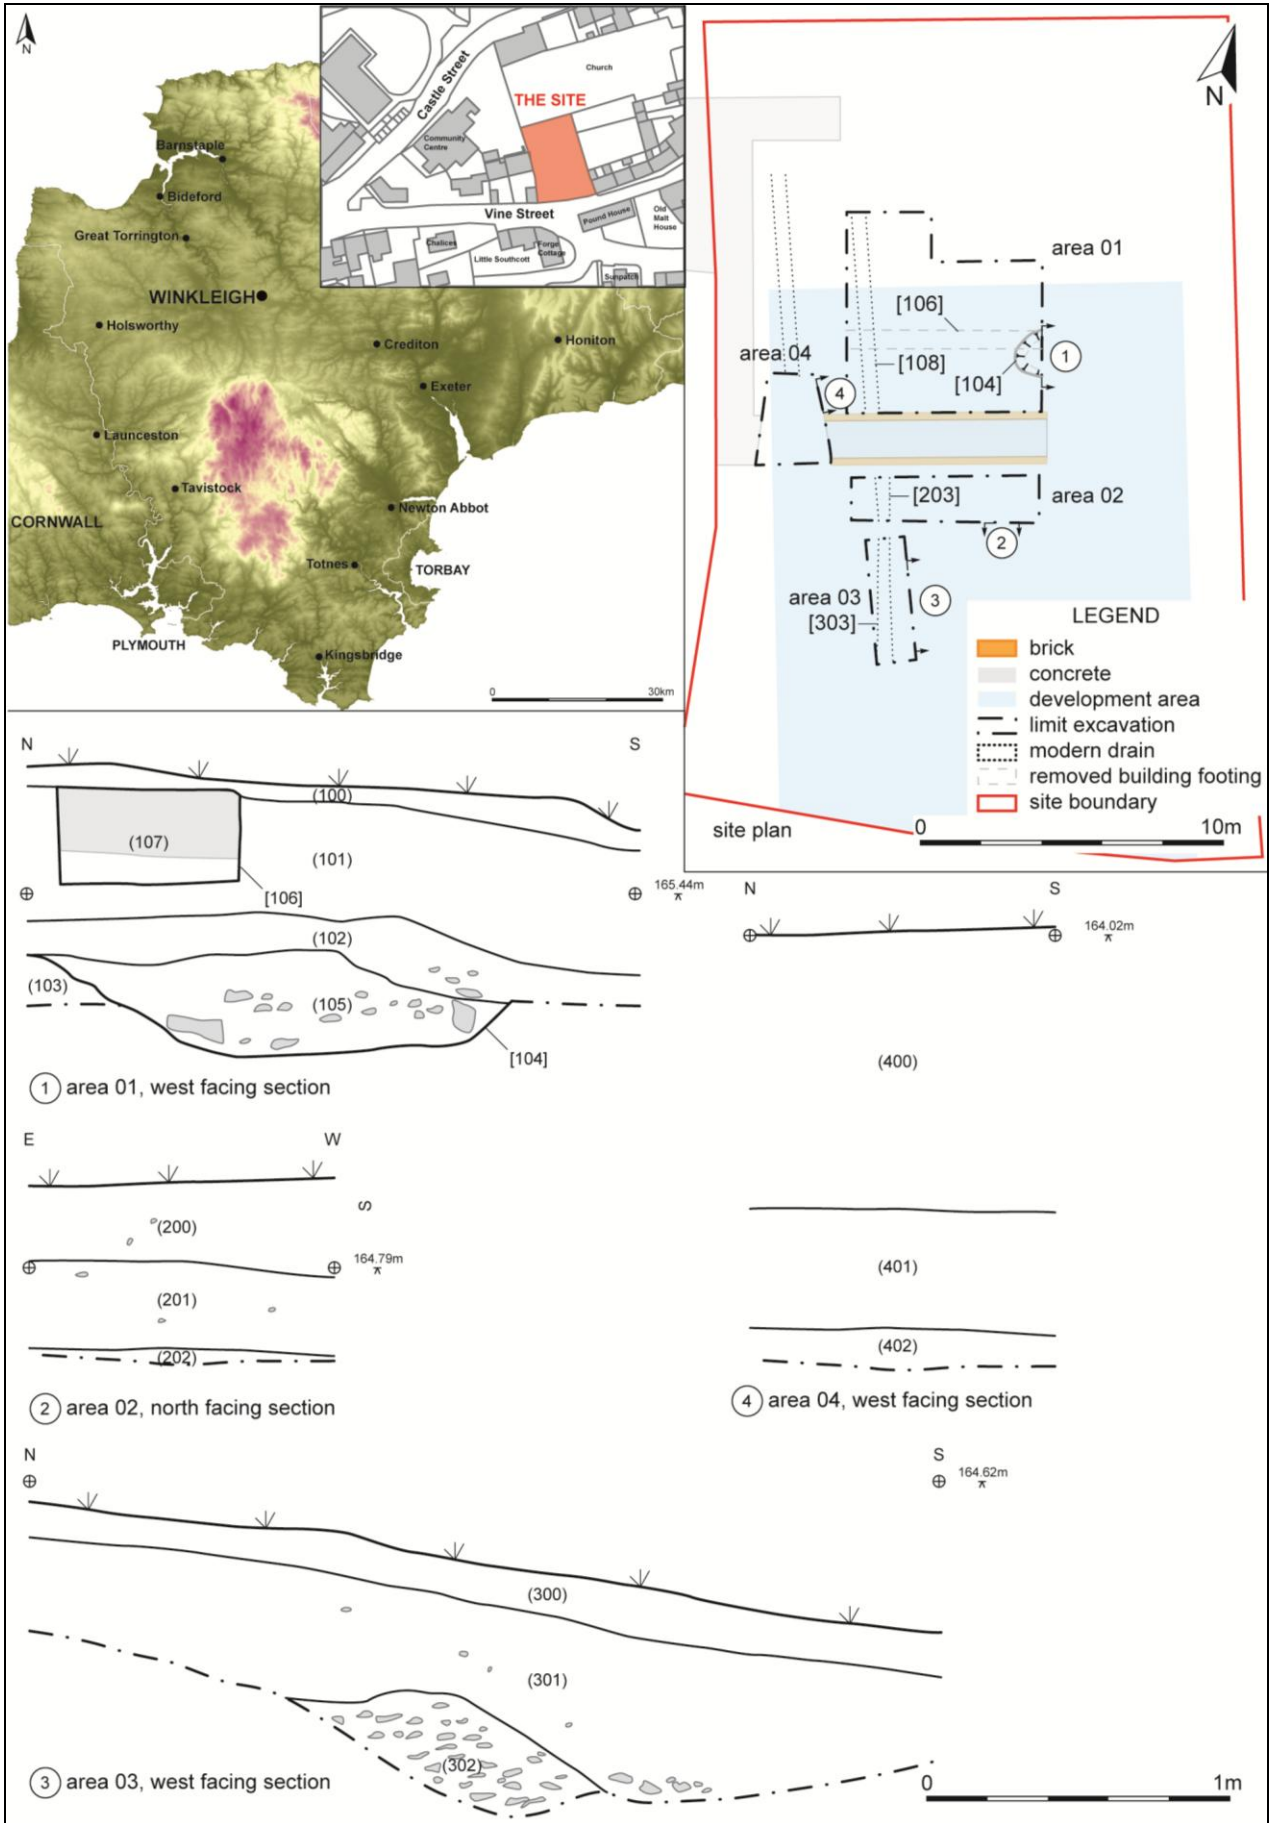 N
Barnstaple
Bideford
Great Torrington
WINKLEIGH
Holsworthy
Crediton
Honiton
Exeter
Launceston
Tavistock
CORNWALL
Newton Abbot
Totnes
TORBAY
PLYMOUTH
Kingsbridge
0 30km
Castle Street
Church
THE SITE
Community
Centre
Vine Street
Pound House
Old
Malt
House
Chalices
Little Southcott
Forge
Cottage
Sunpatch
N
area 01
[106]
area 04
[108]
[104]
1
4
[203]
area 02
2
area 03
[303]
3
LEGEND
brick
concrete
development area
limit excavation
modern drain
removed building footing
site boundary
site plan
0 10m
N S
(100)
(107)
(101)
[106]
165.44m
(102)
(103)
(105)
[104]
1 area 01, west facing section
N S
164.02m
(400)
(401)
(402)
4 area 04, west facing section
E W
S
(200)
164.79m
(201)
(202)
2 area 02, north facing section
N S
164.62m
(300)
(301)
(302)
3 area 03, west facing section
0 1m